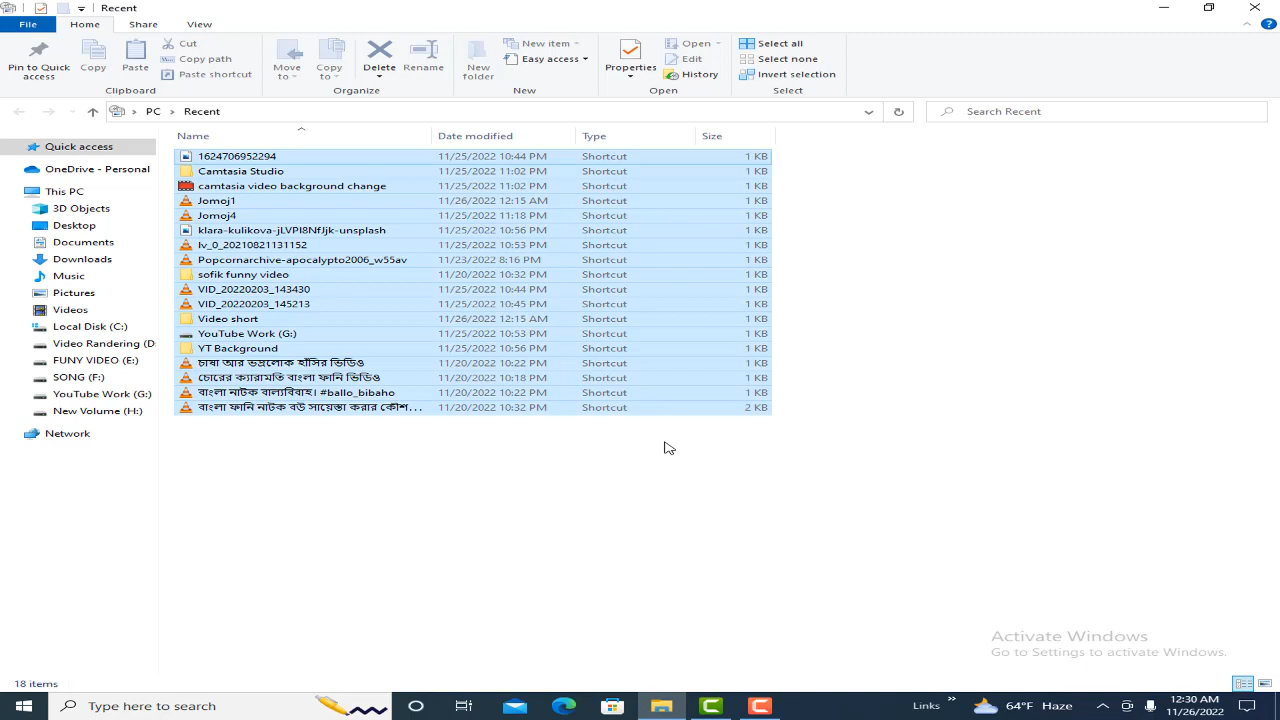 Recent
File Home Share View
Pin to Quick access
Copy
Paste
Cut
Copy path
Paste shortcut
Clipboard
Move to
Copy to
Delete
Rename
Organize
New folder
New item
Easy access
New
Properties
Open
Edit
History
Open
Select all
Select none
Invert selection
Select
PC Recent
Search Recent
Quick access
OneDrive - Personal
This PC
3D Objects
Desktop
Documents
Downloads
Music
Pictures
Videos
Local Disk (C:)
Video Randering (D
FUNY VIDEO (E:)
SONG (F:)
YouTube Work (G:)
New Volume (H:)
Network
Name Date modified Type Size
1624706952294 11/25/2022 10:44 PM Shortcut 1 KB
Camtasia Studio 11/25/2022 11:02 PM Shortcut 1 KB
camtasia video background change 11/25/2022 11:02 PM Shortcut 1 KB
Jomoj1 11/26/2022 12:15 AM Shortcut 1 KB
Jomoj4 11/25/2022 11:18 PM Shortcut 1 KB
klara-kulikova-jLVPl8NfJjk-unsplash 11/25/2022 10:56 PM Shortcut 1 KB
lv_0_20210821131152 11/25/2022 10:53 PM Shortcut 1 KB
Popcornarchive-apocalypto2006_w55av 11/23/2022 8:16 PM Shortcut 1 KB
sofik funny video 11/20/2022 10:32 PM Shortcut 1 KB
VID_20220203_143430 11/25/2022 10:44 PM Shortcut 1 KB
VID_20220203_145213 11/25/2022 10:45 PM Shortcut 1 KB
Video short 11/26/2022 12:15 AM Shortcut 1 KB
YouTube Work (G:) 11/25/2022 10:53 PM Shortcut 1 KB
YT Background 11/25/2022 10:56 PM Shortcut 1 KB
চাষা আর ভদ্রলোক হাঁসির ভিডিও 11/20/2022 10:22 PM Shortcut 1 KB
চোরের ক্যারামতি বাংলা ফানি ভিডিও 11/20/2022 10:18 PM Shortcut 1 KB
বাংলা নাটক বাল্যবিবাহ। #ballo_bibaho 11/20/2022 10:22 PM Shortcut 1 KB
বাংলা ফানি নাটক বউ সায়েস্তা করার কৌশ... 11/20/2022 10:32 PM Shortcut 2 KB
Activate Windows
Go to Settings to activate Windows.
18 items
Type here to search
Links
64°F Haze
12:30 AM
11/26/2022